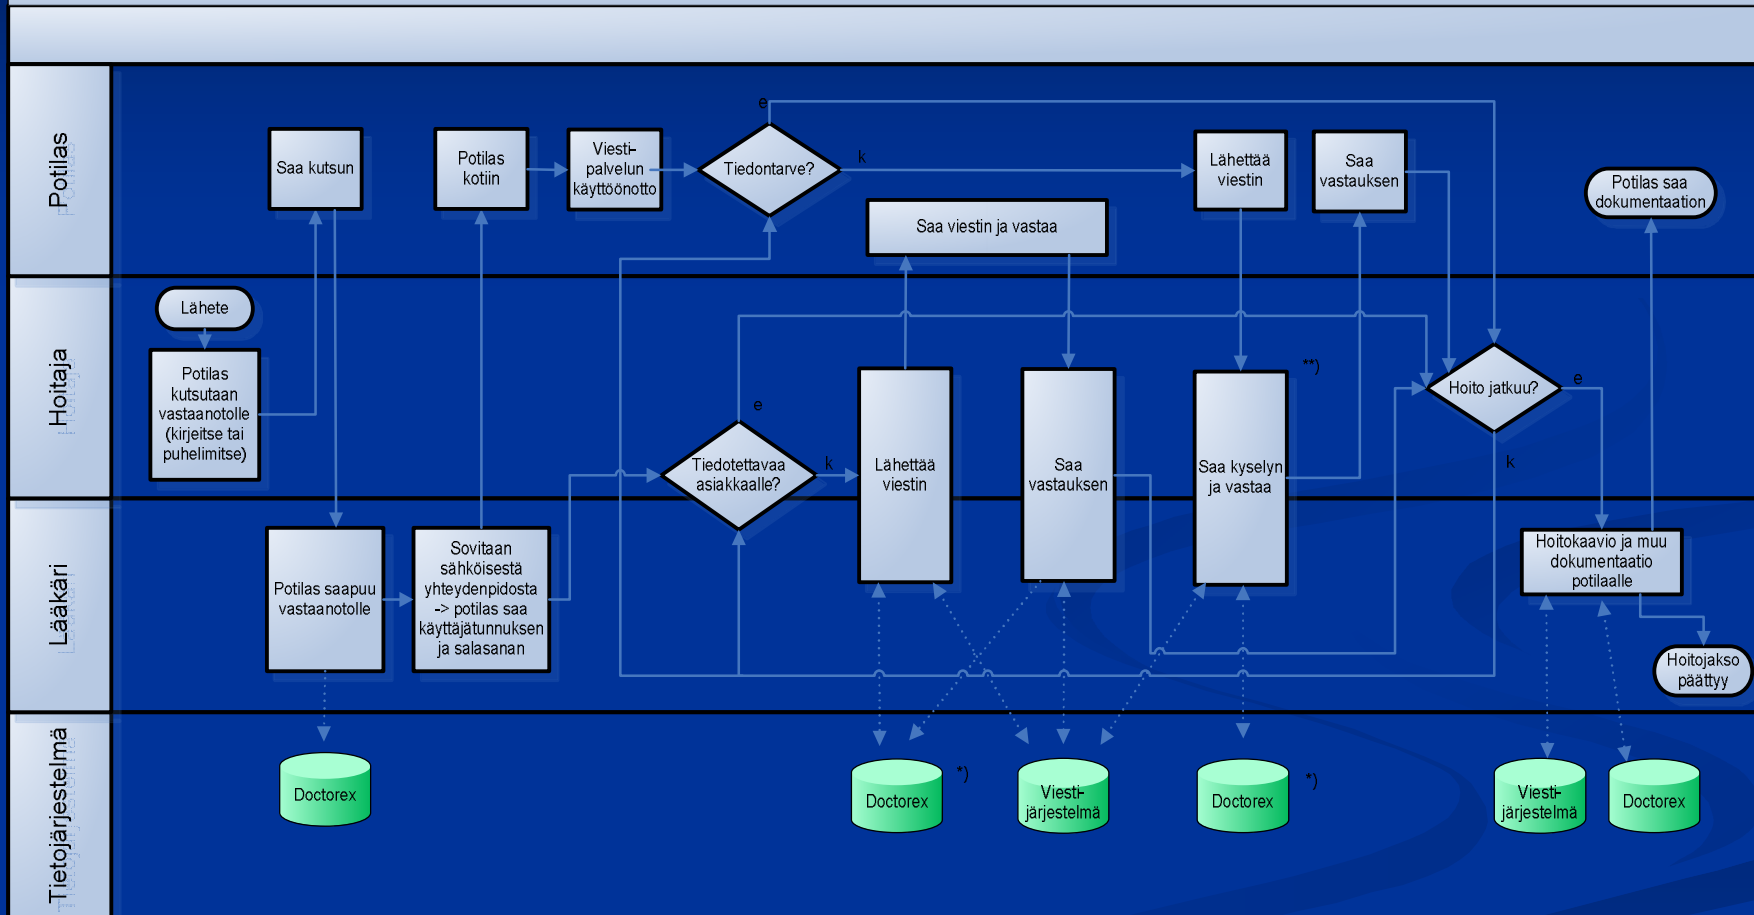 Potilas
Saa kutsun
Potilas
kotiin
Viesti-
palvelun
käyttöönotto
e
Tiedontarve?
k
Saa viestin ja vastaa
Lähettää
viestin
Saa
vastauksen
Potilas saa
dokumentaation
Hoitaja
Lähete
Potilas
kutsutaan
vastaanotolle
(kirjeitse tai
puhelimitse)
e
Tiedotettavaa
asiakkaalle?
k
Lähettää
viestin
Saa
vastauksen
Saa kyselyn
ja vastaa
**)
Hoito jatkuu?
e
k
Lääkäri
Potilas saapuu
vastaanotolle
Sovitaan
sähköisestä
yhteydenpidosta
-> potilas saa
käyttäjätunnuksen
ja salasanan
Hoitokaavio ja muu
dokumentaatio
potilaalle
Hoitojakso
päättyy
Tietojärjestelmä
Doctorex
Doctorex
*)
Viesti-
järjestelmä
Doctorex
*)
Viesti-
järjestelmä
Doctorex